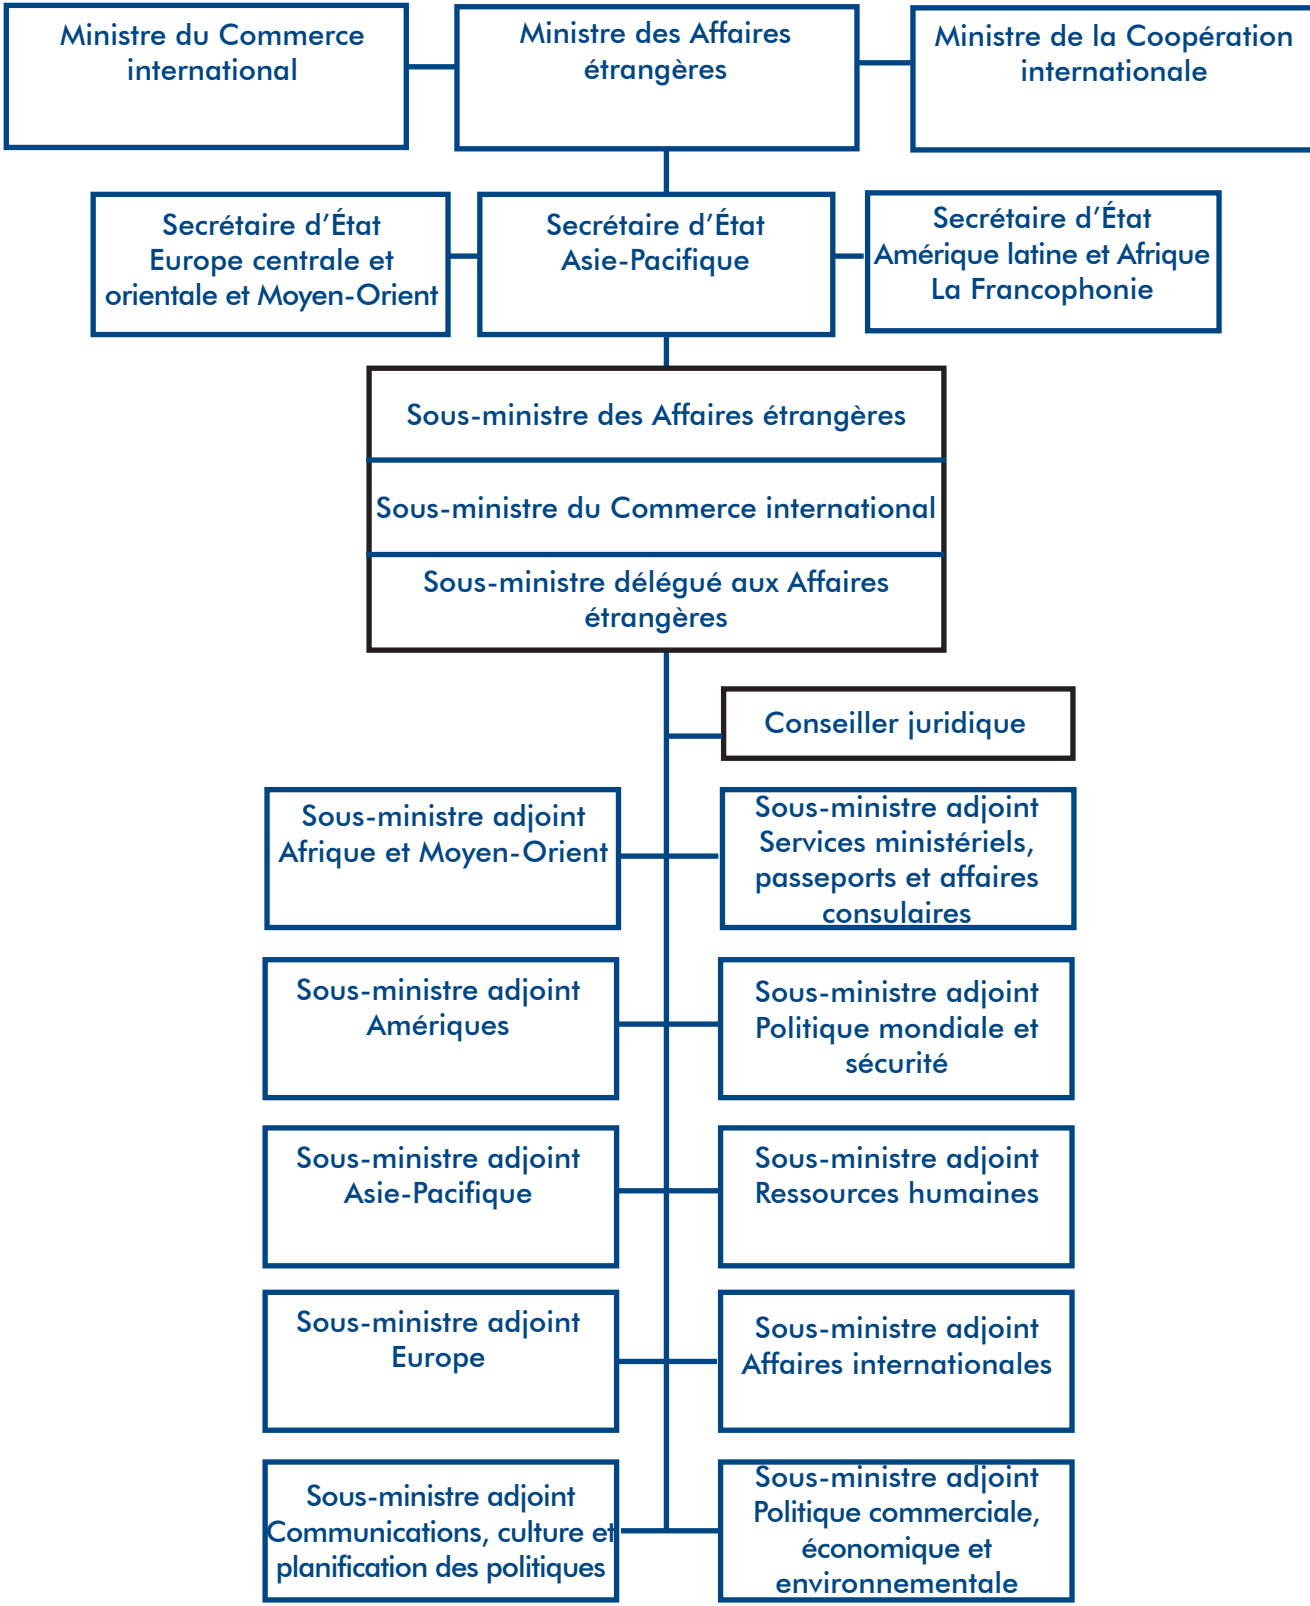 Ministre du Commerce
international
Ministre des Affaires
étrangères
Ministre de la Coopération
internationale
Secrétaire d'État
Europe centrale et
orientale et Moyen-Orient
Secrétaire d'État
Asie-Pacifique
Secrétaire d'État
Amérique latine et Afrique
La Francophonie
Sous-ministre des Affaires étrangères
Sous-ministre du Commerce international
Sous-ministre délégué aux Affaires
étrangères
Conseiller juridique
Sous-ministre adjoint
Afrique et Moyen-Orient
Sous-ministre adjoint
Services ministériels,
passeports et affaires
consulaires
Sous-ministre adjoint
Amériques
Sous-ministre adjoint
Politique mondiale et
sécurité
Sous-ministre adjoint
Asie-Pacifique
Sous-ministre adjoint
Ressources humaines
Sous-ministre adjoint
Europe
Sous-ministre adjoint
Affaires internationales
Sous-ministre adjoint
Communications, culture et
planification des politiques
Sous-ministre adjoint
Politique commerciale,
économique et
environnementale